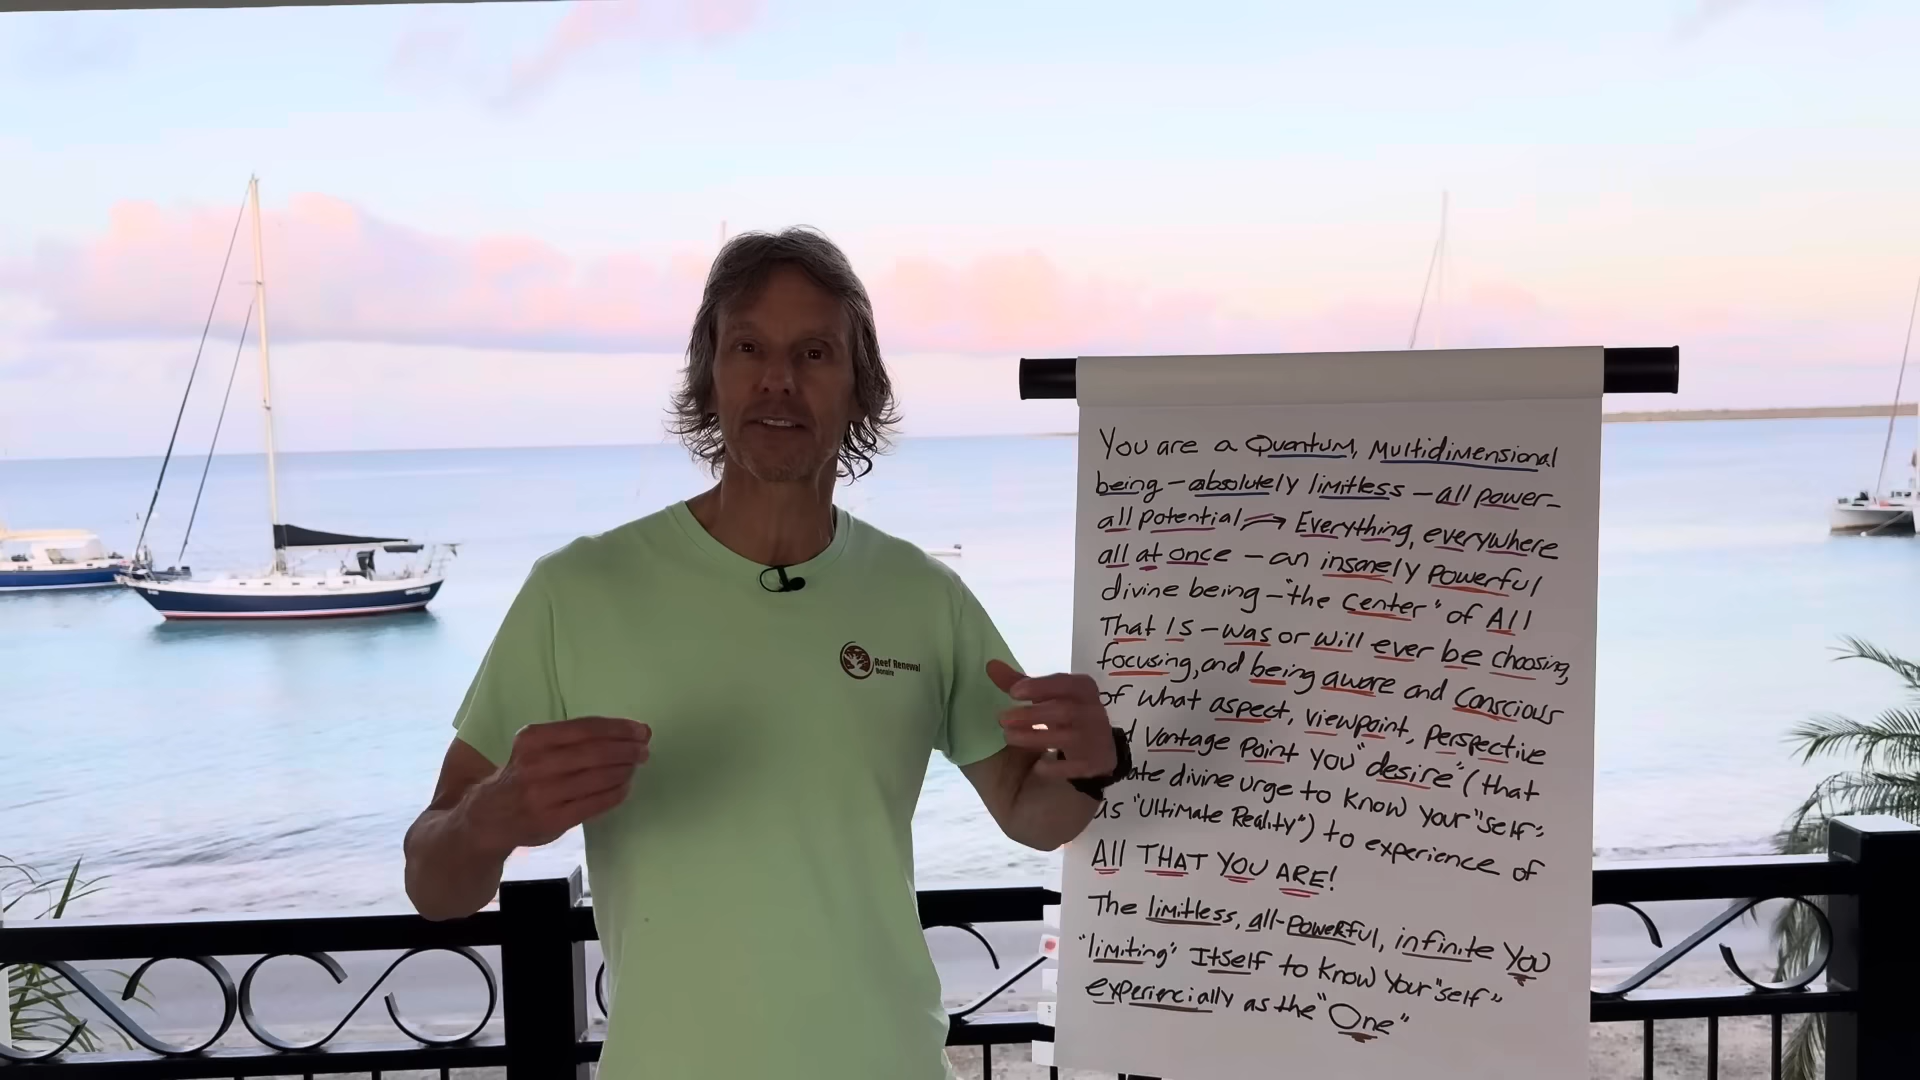 Reef Renewal
Bonaire
You are a Quantum, Multidimensional
being – absolutely limitless – all power –
all potential → Everything, everywhere
all at once – an insanely powerful
divine being – "the center" of All
That Is – was or will ever be choosing,
focusing, and being aware and conscious
of what aspect, viewpoint, perspective
vantage point you "desire" (that
divine urge to know your "self"
as "Ultimate Reality") to experience of
All THAT YOU ARE!
The limitless, all-powerful, infinite You
"limiting" Itself to know your "self"
experiencially as the "One"